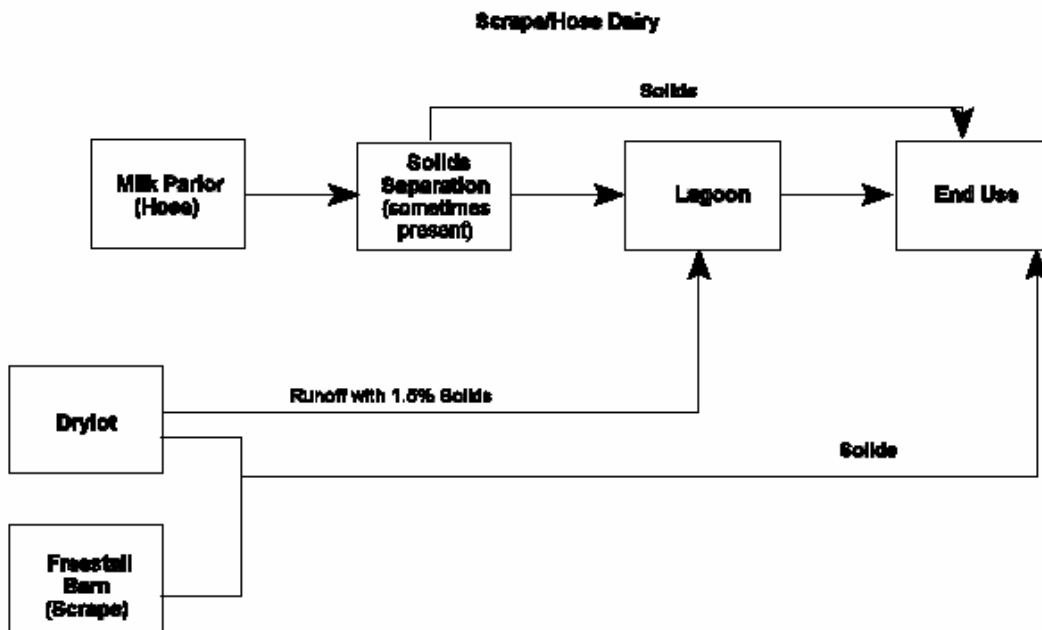 Scrape/Hose Dairy
Solids
Milk Parlor
(Hose)
Solids
Separation
(sometimes
present)
Lagoon
End Use
Runoff with 1.5% Solids
Drylot
Solids
Freestall
Barn
(Scrape)